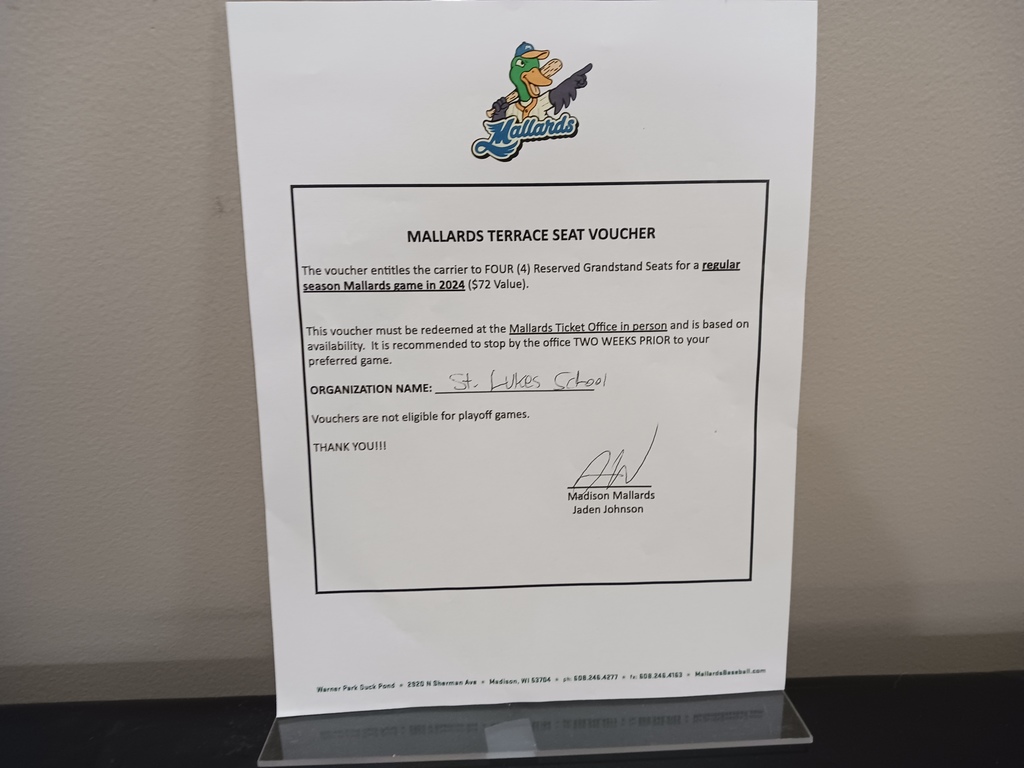 Mallards
MALLARDS TERRACE SEAT VOUCHER
The voucher entitles the carrier to FOUR (4) Reserved Grandstand Seats for a regular
season Mallards game in 2024 ($72 Value).
This voucher must be redeemed at the Mallards Ticket Office in person and is based on
availability. It is recommended to stop by the office TWO WEEKS PRIOR to your
preferred game.
ORGANIZATION NAME: St. Lukes School
Vouchers are not eligible for playoff games.
THANK YOU!!!
Madison Mallards
Jaden Johnson
Warner Park Duck Pond • 2920 N Sherman Ave • Madison, WI 53704 • ph: 608.246.4277 • fx: 608.246.4163 • MallardsBaseball.com